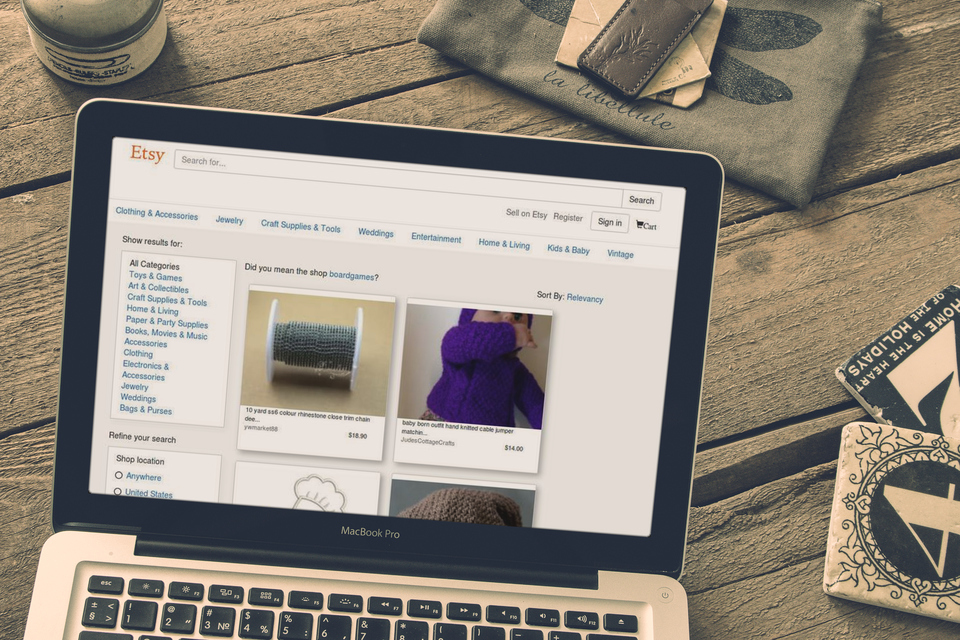 la libellule
HOME IS THE HEART
OF THE HOLIDAYS
Etsy
Search for...
Search
Sell on Etsy Register Sign in Cart
Clothing & Accessories Jewelry Craft Supplies & Tools Weddings Entertainment Home & Living Kids & Baby Vintage
Show results for:
All Categories
Toys & Games
Art & Collectibles
Craft Supplies & Tools
Home & Living
Paper & Party Supplies
Books, Movies & Music
Accessories
Clothing
Electronics &
Accessories
Jewelry
Weddings
Bags & Purses
Refine your search
Shop location
Anywhere
United States
Did you mean the shop boardgames?
Sort By: Relevancy
10 yard ss6 colour rhinestone close trim chain
dee...
ywmarket88
$18.90
baby born outfit hand knitted cable jumper
matchin...
JudesCottageCrafts
$14.00
MacBook Pro
esc